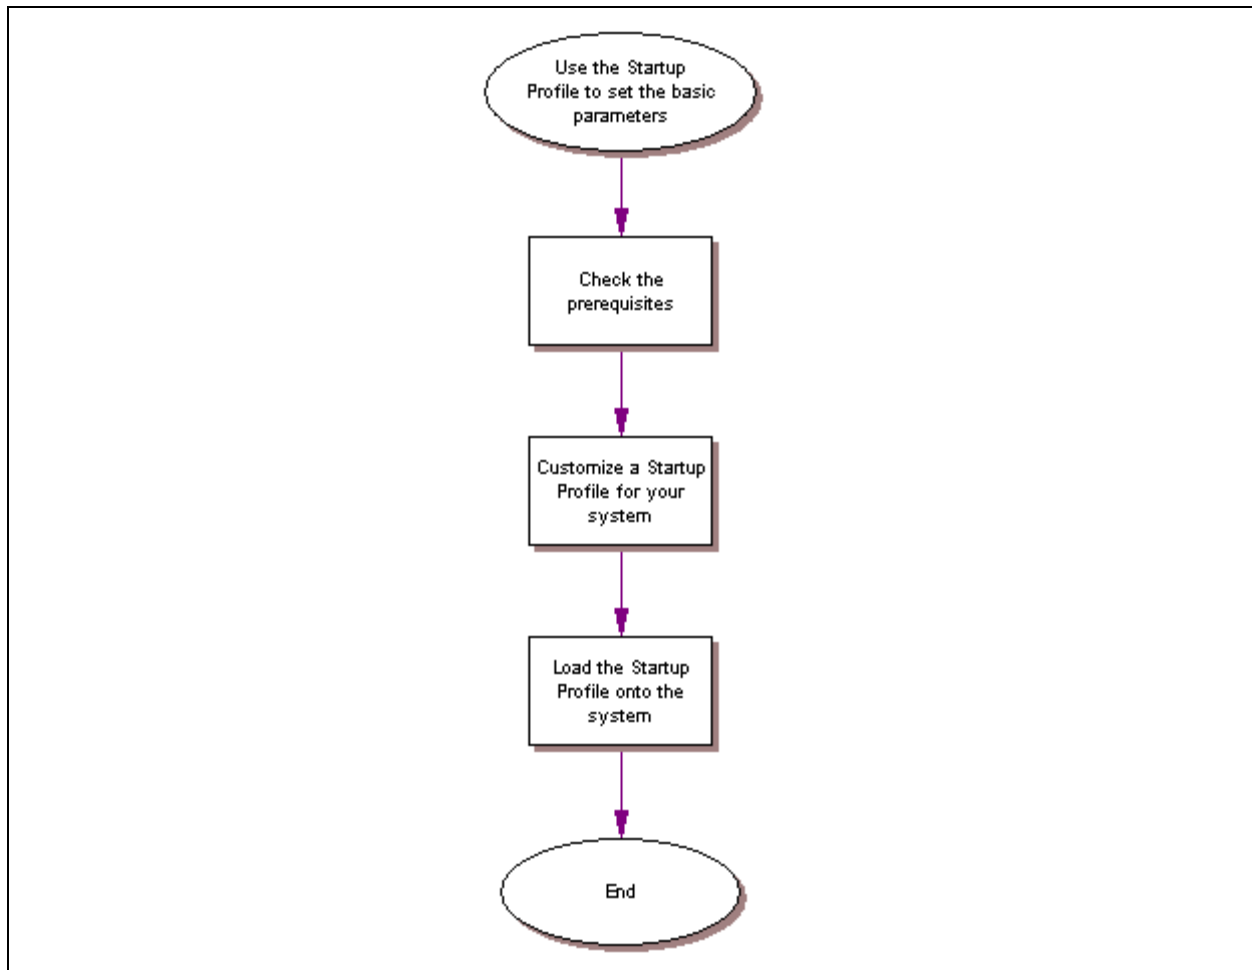 Use the Startup
Profile to set the basic
parameters
Check the
prerequisites
Customize a Startup
Profile for your
system
Load the Startup
Profile onto the
system
End